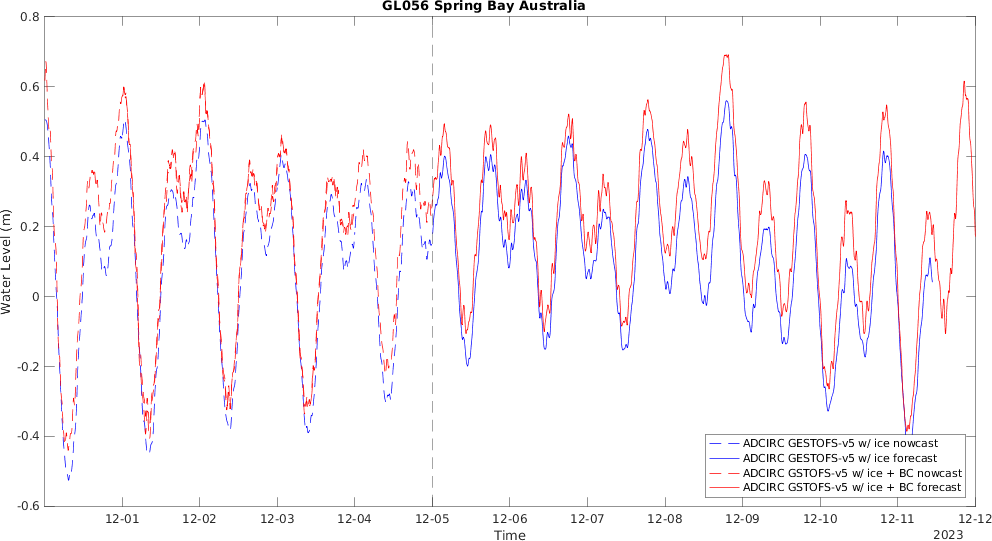 GL056 Spring Bay Australia
0.8
0.6
0.4
0.2
0
-0.2
-0.4
-0.6
Water Level (m)
12-01 12-02 12-03 12-04 12-05 12-06 12-07 12-08 12-09 12-10 12-11 12-12
Time
2023
ADCIRC GESTOFS-v5 w/ ice nowcast
ADCIRC GESTOFS-v5 w/ ice forecast
ADCIRC GSTOFS-v5 w/ ice + BC nowcast
ADCIRC GSTOFS-v5 w/ ice + BC forecast